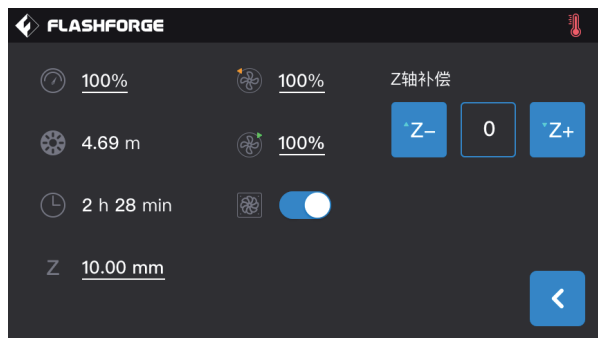 FLASHFORGE
100%
100%
Z轴补偿
Z-
0
Z+
4.69 m
100%
2 h 28 min
Z
10.00 mm